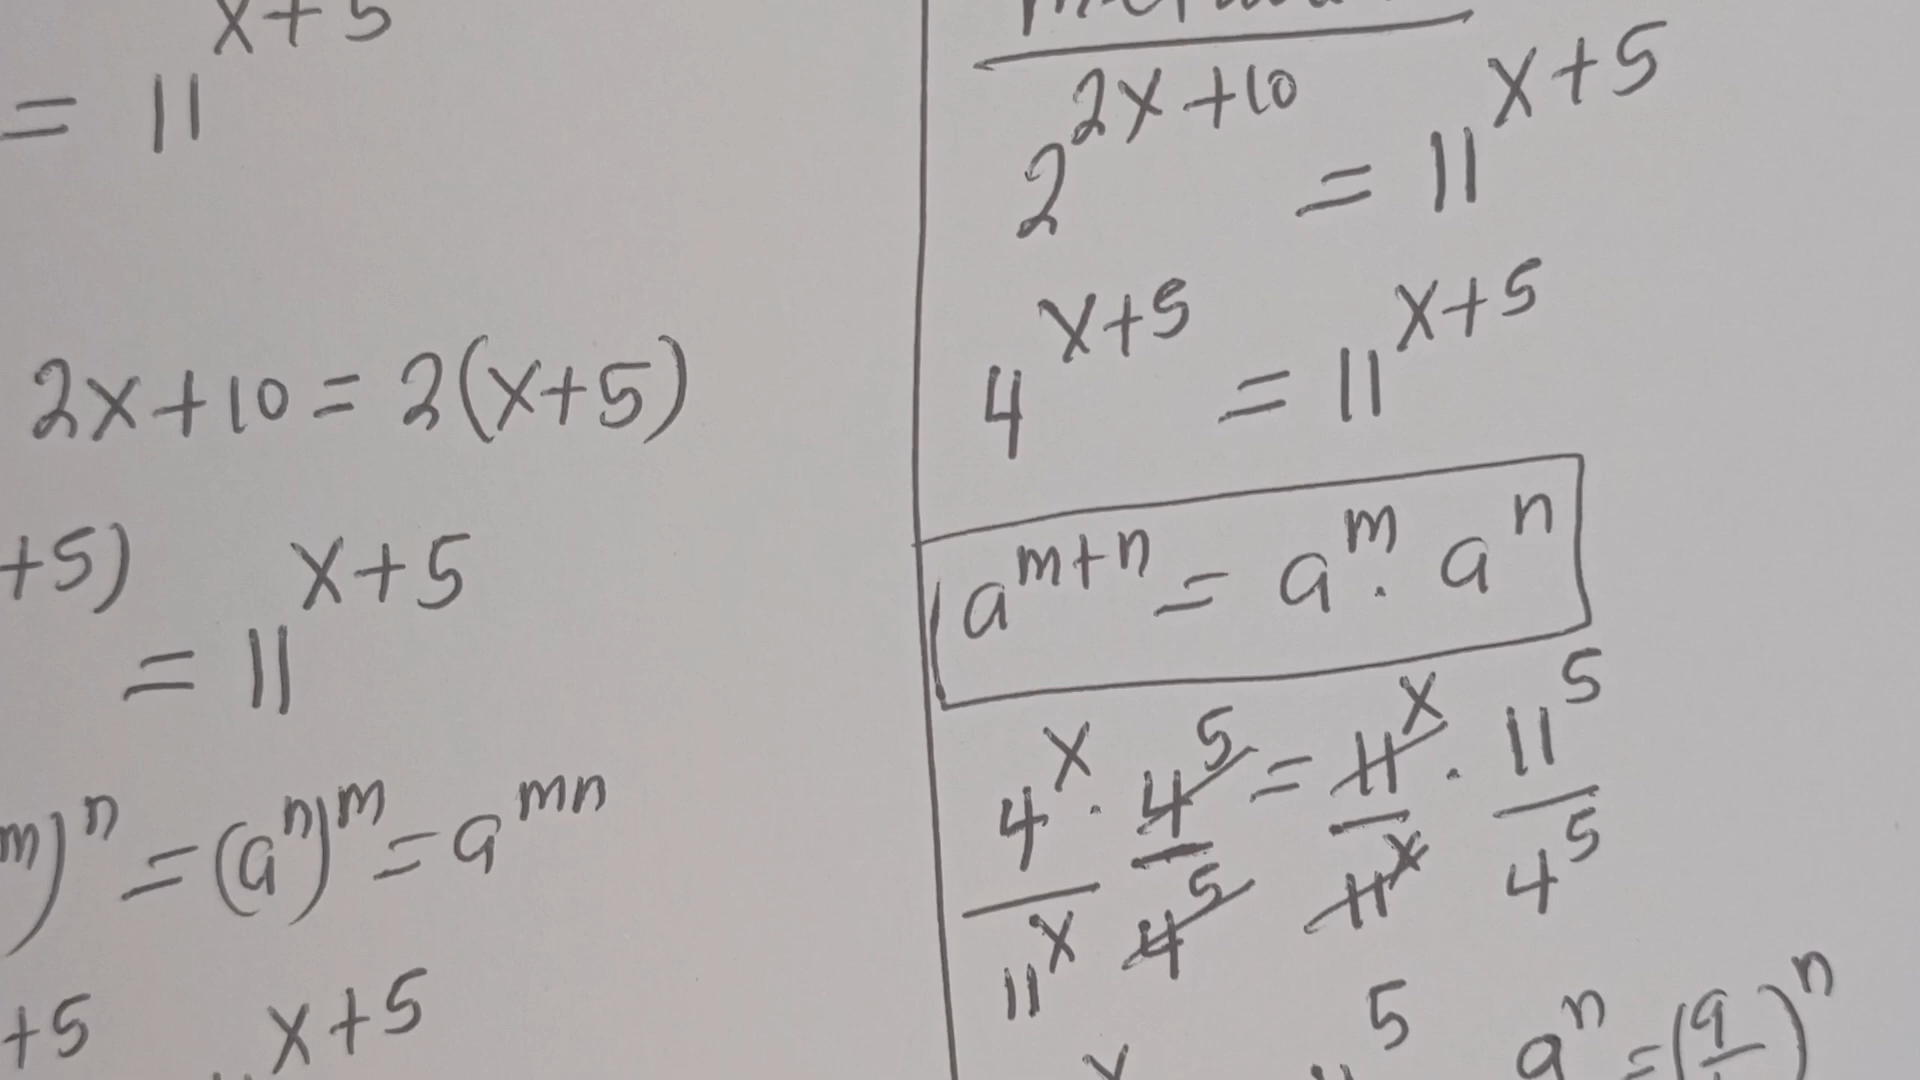 x+5
= 11
2x+10 = 2(x+5)
+5) x+5
= 11
m)^n = (a^n)^m = a^{mn}
+5 x+5
2^{2x+10} = 11^{x+5}
4^{x+5} = 11^{x+5}
a^{m+n} = a^m . a^n
4^x . 4^5 = 11^x . 11^5
11^x 4^5 11^x 4^5
x 5 a^n = (a)^n